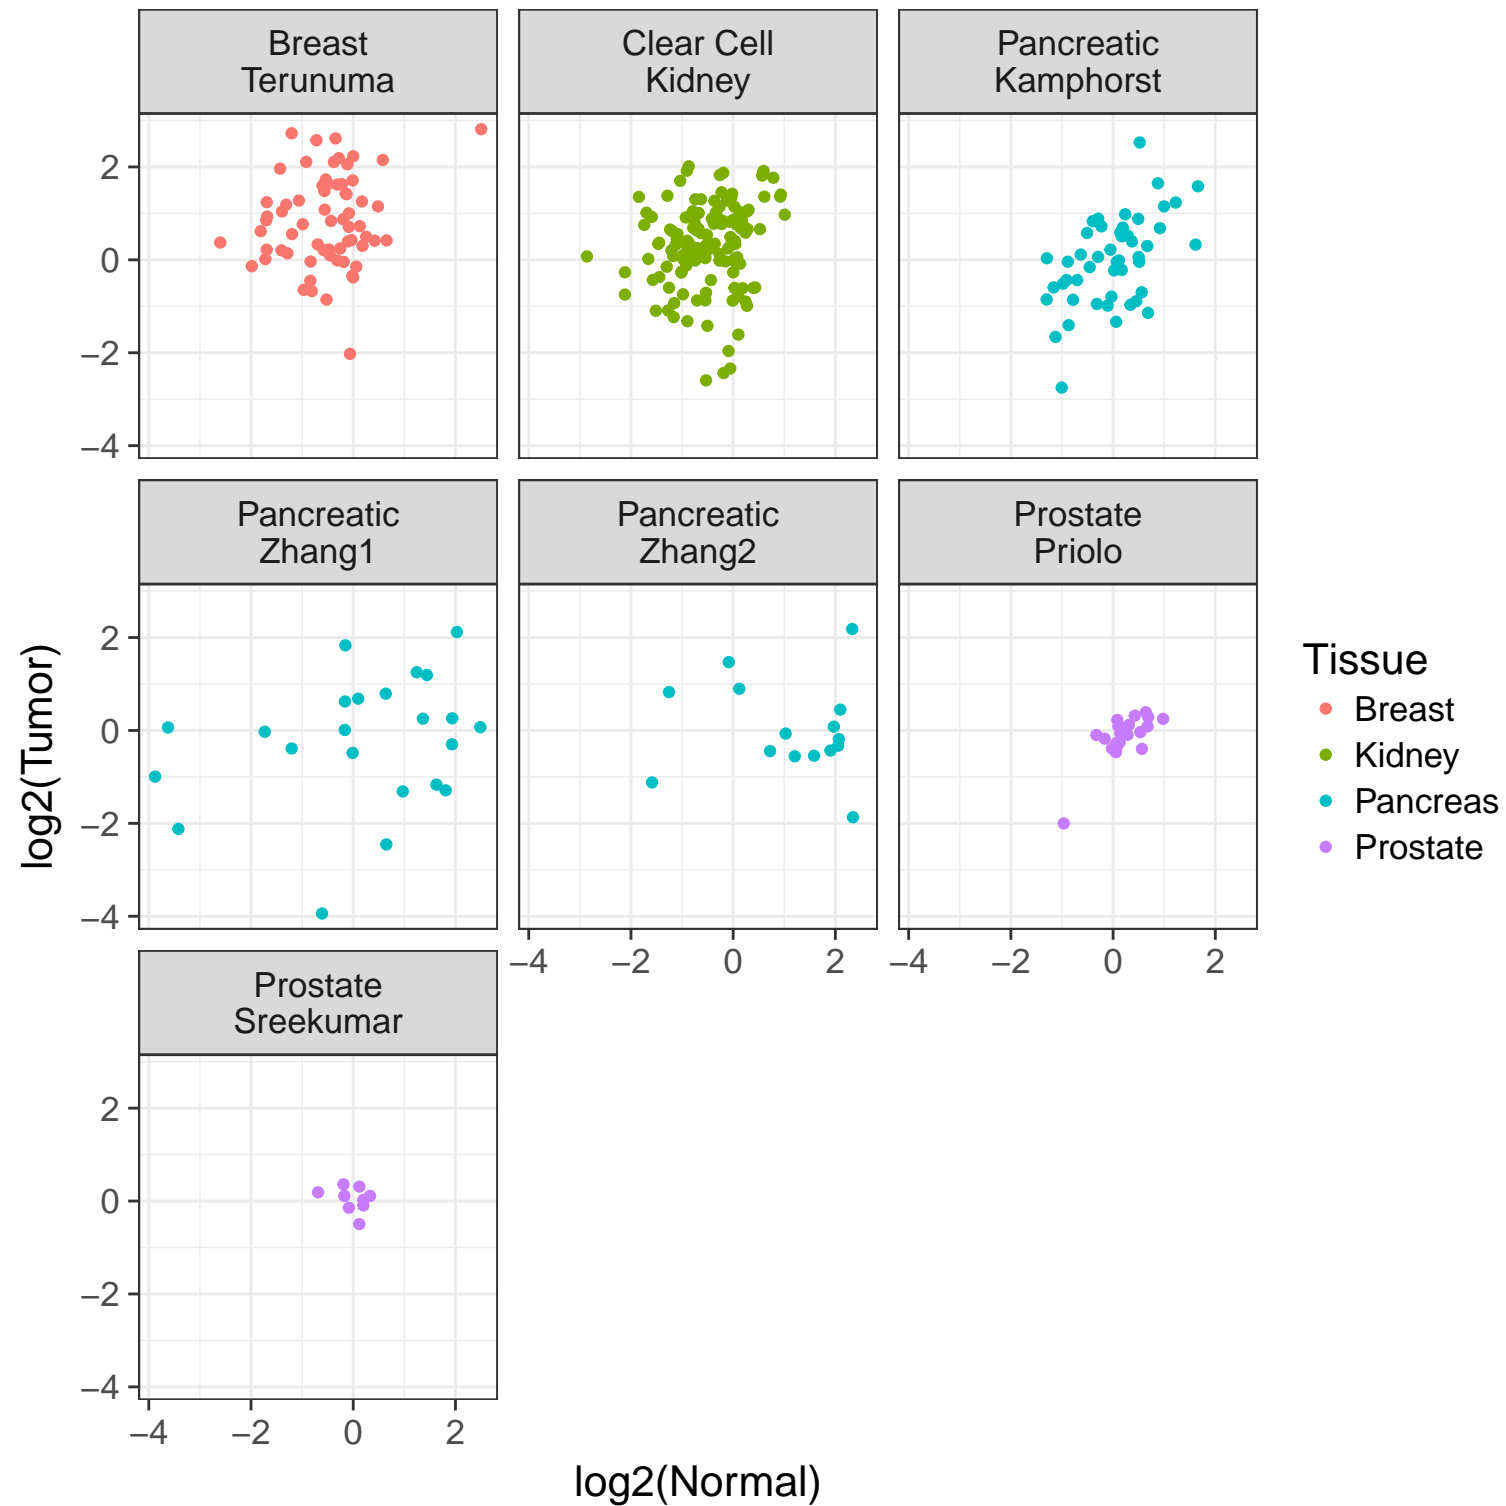 Breast
Terunuma
Clear Cell
Kidney
Pancreatic
Kamphorst
2
0
−2
−4
Pancreatic
Zhang1
Pancreatic
Zhang2
Prostate
Priolo
2
0
−2
−4
−4 −2 0 2
−4 −2 0 2
Prostate
Sreekumar
2
0
−2
−4
−4 −2 0 2
log2(Normal)
log2(Tumor)
Tissue
Breast
Kidney
Pancreas
Prostate